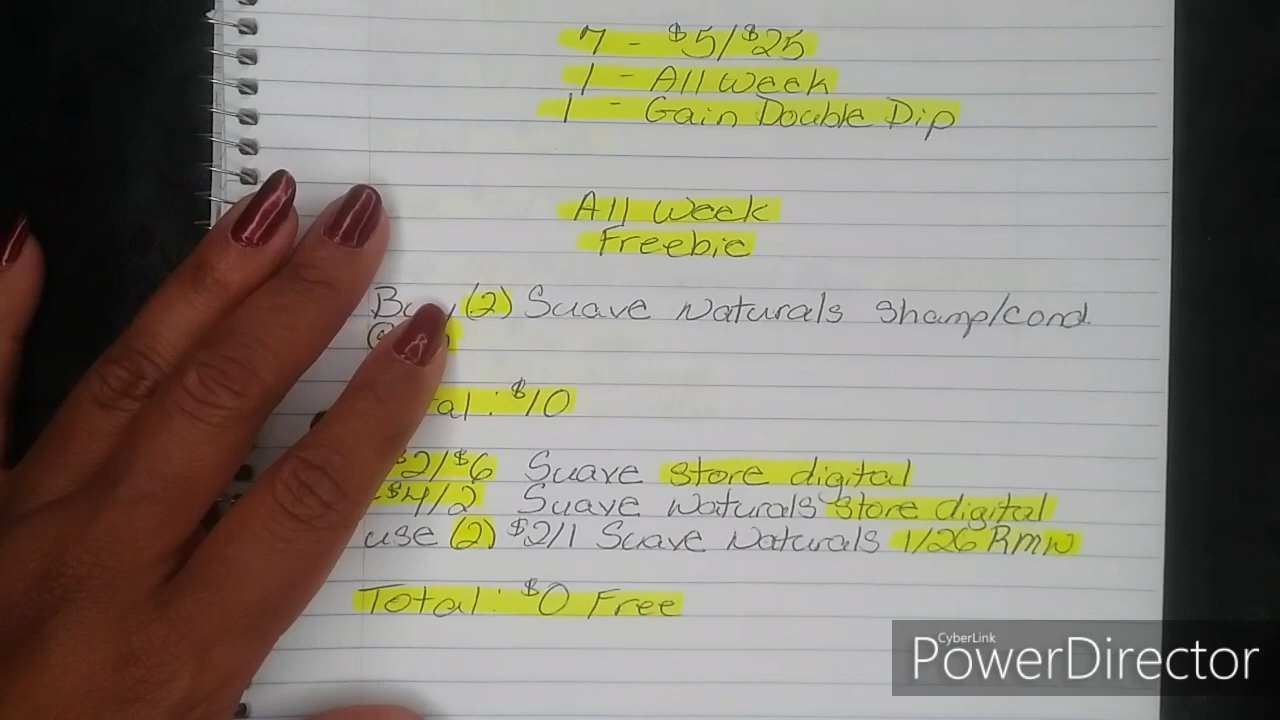 7 - $5/$25
1 - All Week
1 - Gain Double Dip
All Week
Freebie
(2) Suave Naturals shamp/cond.
Total: $10
$2/$6 Suave store digital
$4/2 Suave Naturals store digital
use (2) $2/1 Suave Naturals 1/26 Rmn
Total: $0 Free
CyberLink
PowerDirector